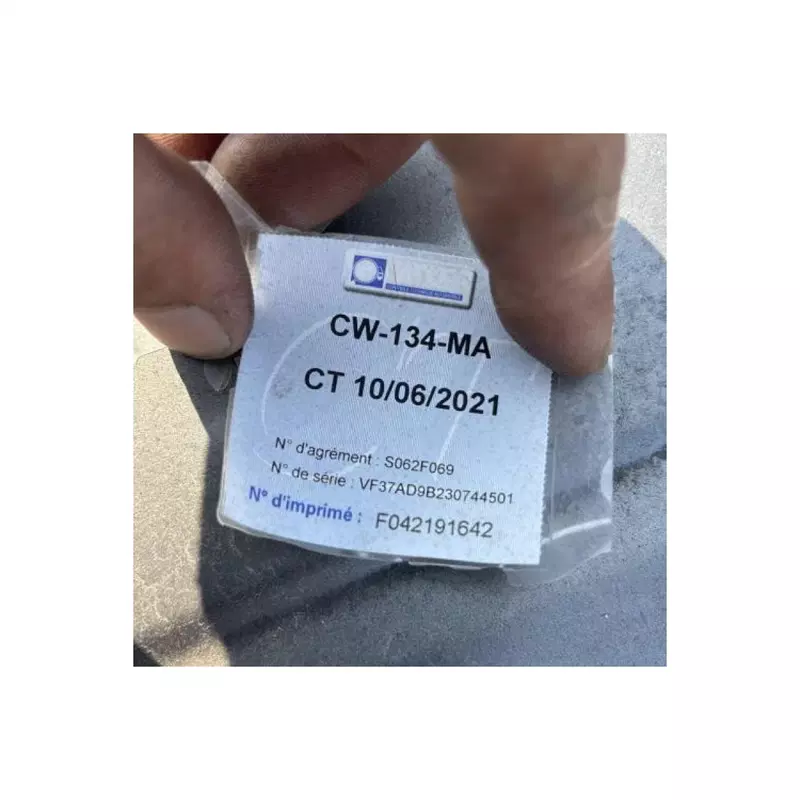 CW-134-MA
CT 10/06/2021
N° d'agrément : S062F069
N° de série : VF37AD9B230744501
N° d'imprimé : F042191642